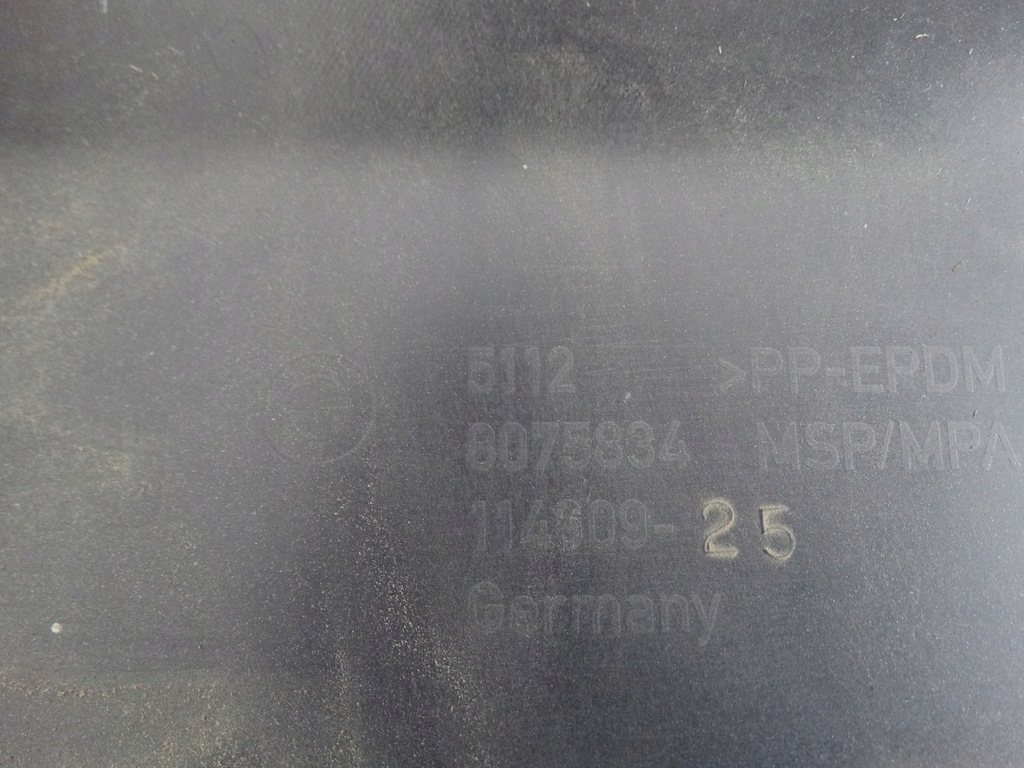 5112 >PP-EPDM
8075834 MSP/MPA
114609-25
Germany